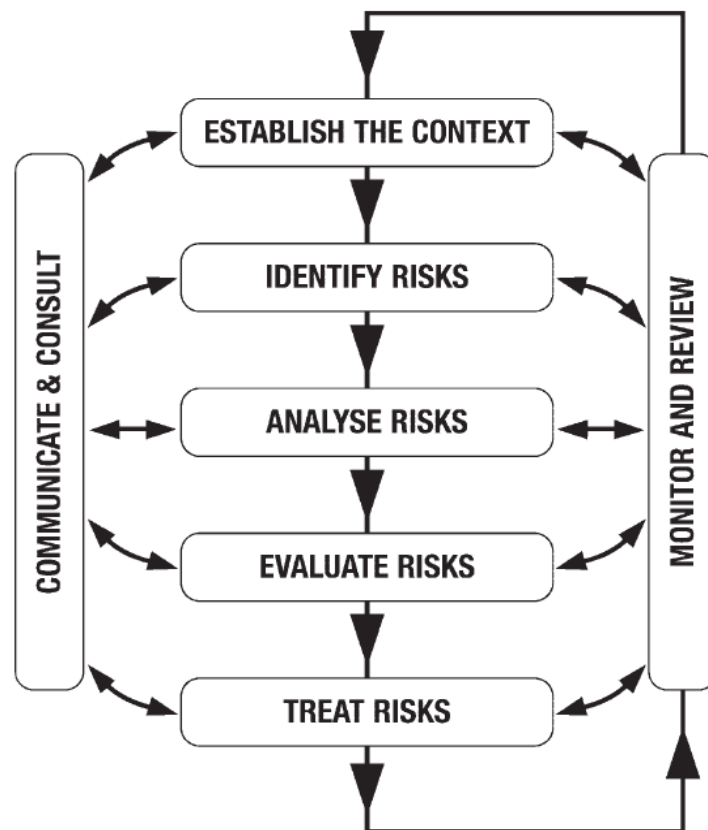 ESTABLISH THE CONTEXT
COMMUNICATE & CONSULT
IDENTIFY RISKS
ANALYSE RISKS
EVALUATE RISKS
TREAT RISKS
MONITOR AND REVIEW